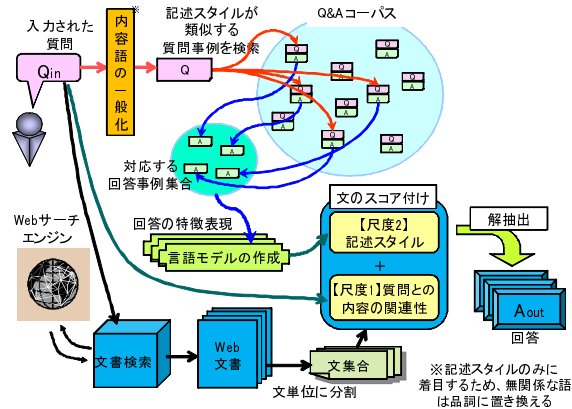 入力された
質問
Qin
※
内容語の一般化
記述スタイルが
類似する
質問事例を検索
Q
Q&Aコーパス
Q
A
Q
A
Q
A
Q
A
Q
A
Q
A
Q
A
Q
A
Q
A
A
A
A
A
対応する
回答事例集合
Webサーチ
エンジン
回答の特徴表現
言語モデルの作成
文のスコア付け
【尺度2】
記述スタイル
+
【尺度1】質問との
内容の関連性
解抽出
Aout
回答
文書検索
Web
文書
文集合
文単位に分割
※記述スタイルのみに
着目するため、無関係な語
は品詞に置き換える